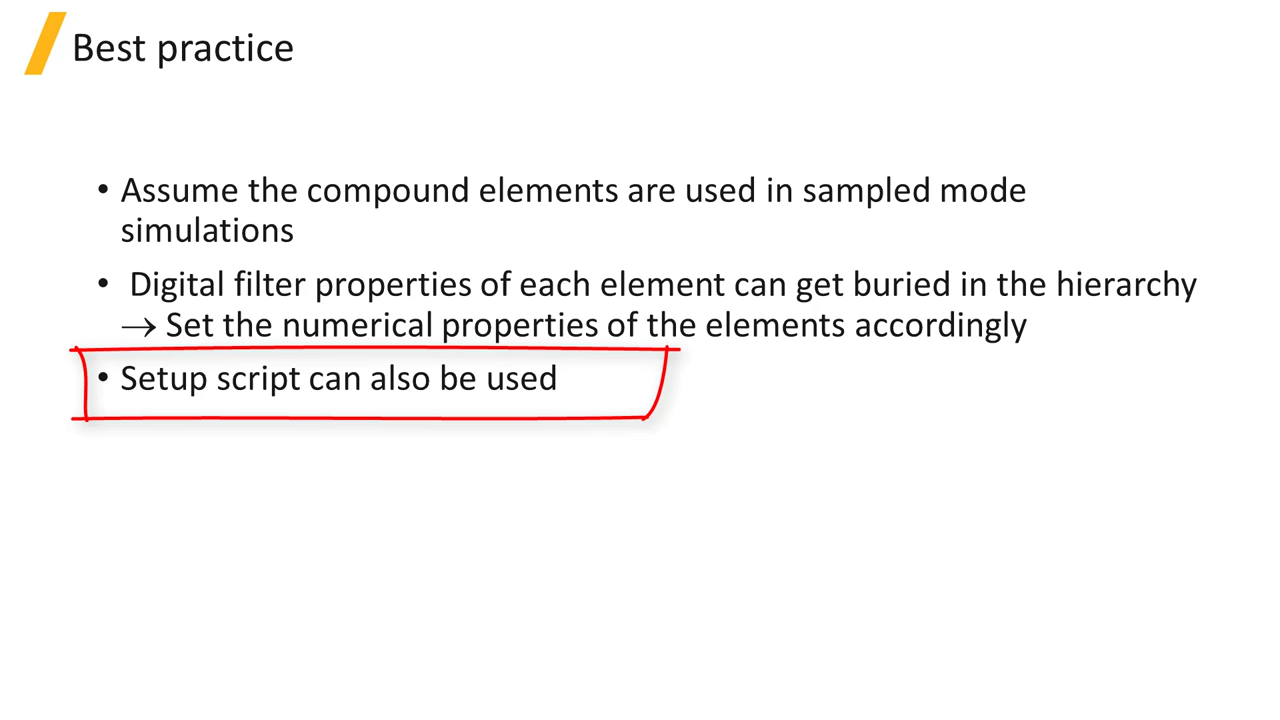 Best practice
• Assume the compound elements are used in sampled mode
simulations
• Digital filter properties of each element can get buried in the hierarchy
→ Set the numerical properties of the elements accordingly
• Setup script can also be used